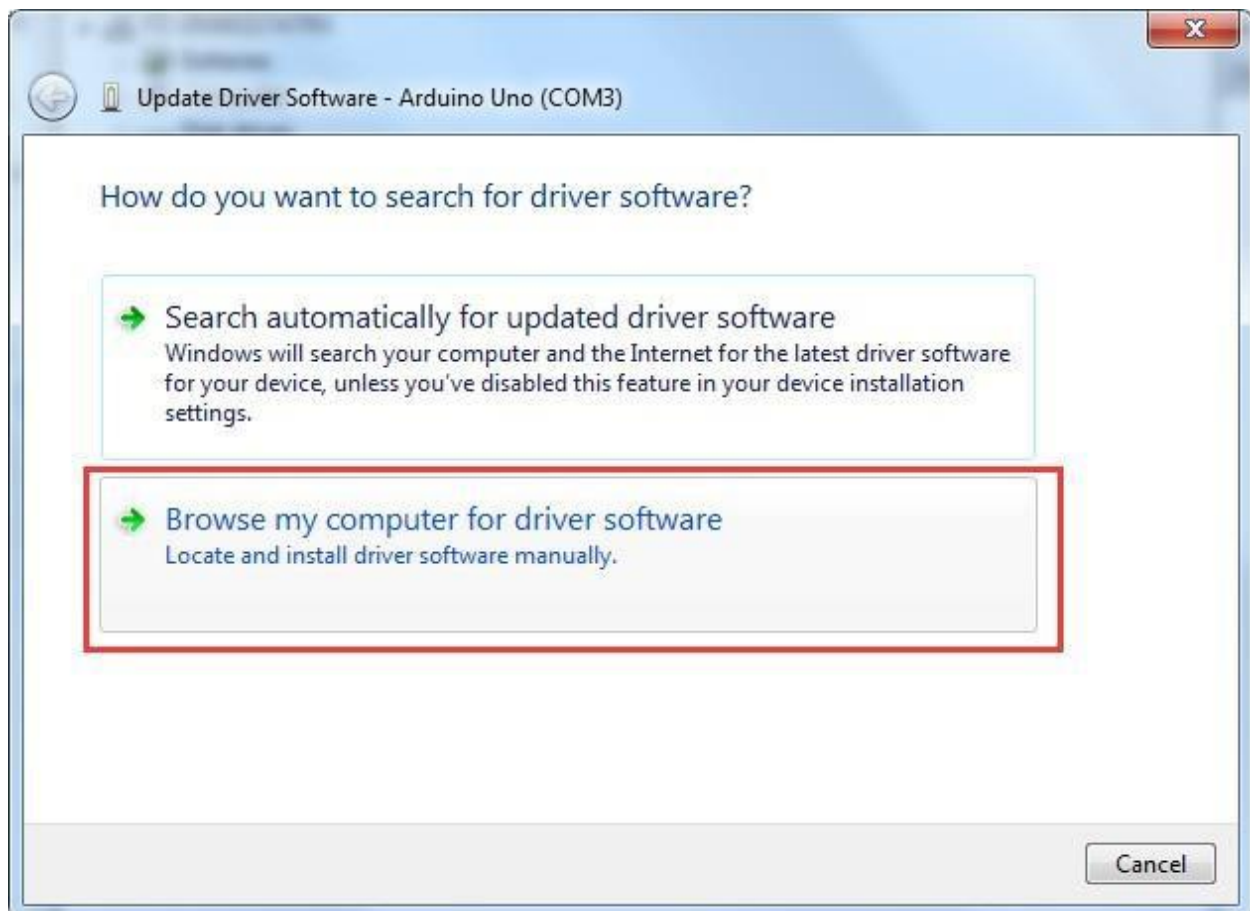 Update Driver Software - Arduino Uno (COM3)
How do you want to search for driver software?
Search automatically for updated driver software
Windows will search your computer and the Internet for the latest driver software
for your device, unless you've disabled this feature in your device installation
settings.
Browse my computer for driver software
Locate and install driver software manually.
Cancel